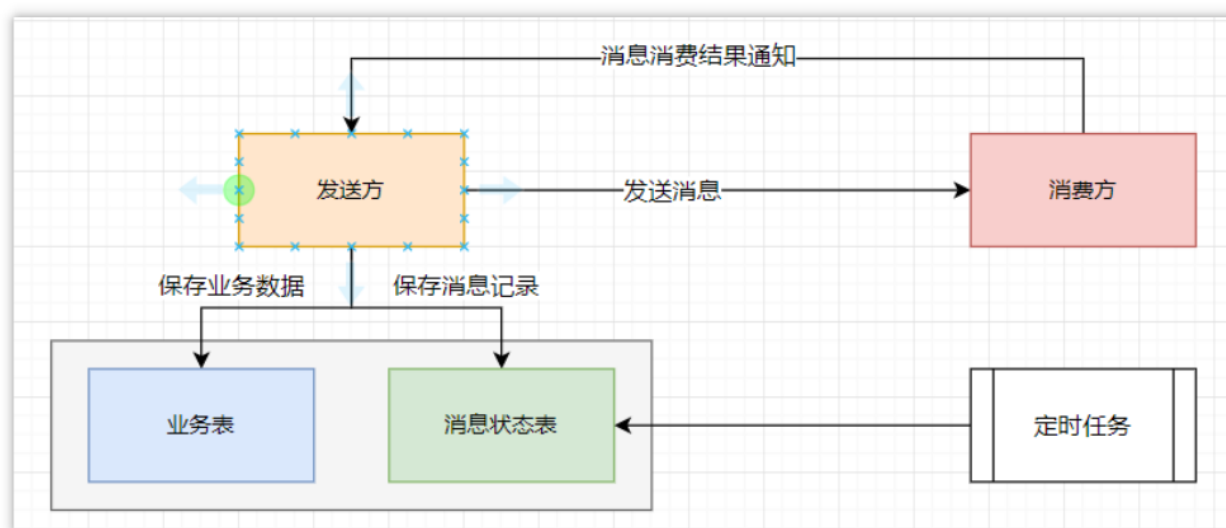 消息消费结果通知
发送方
发送消息
消费方
保存业务数据
保存消息记录
业务表
消息状态表
定时任务